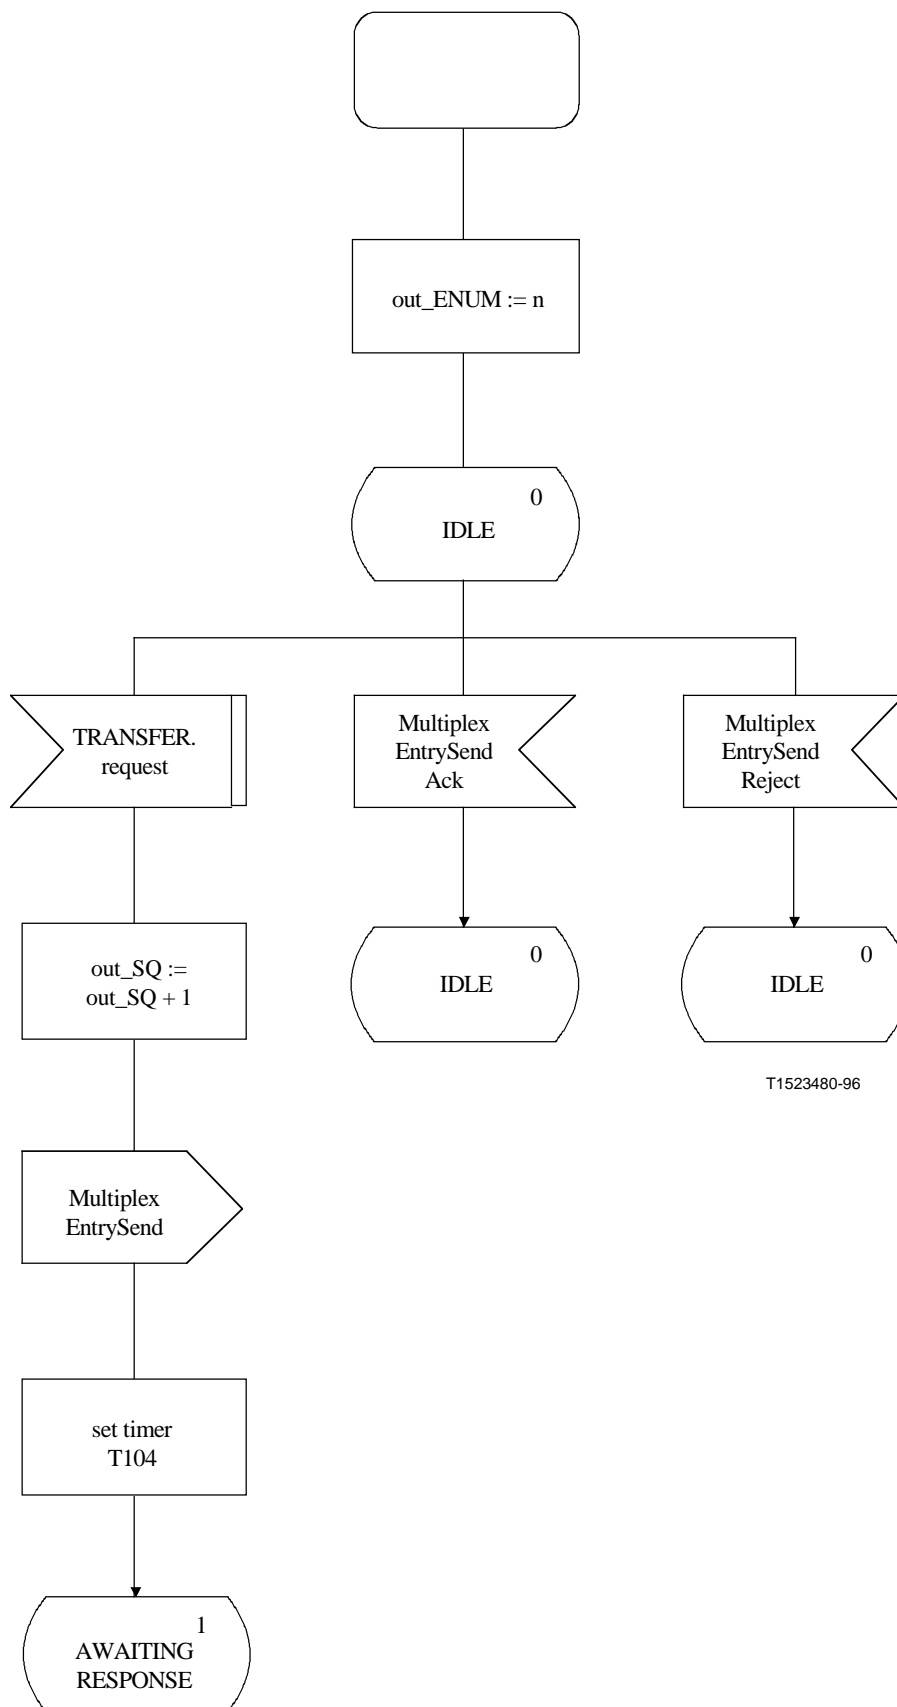 out_ENUM := n
0
IDLE
TRANSFER.
request
Multiplex
EntrySend
Ack
Multiplex
EntrySend
Reject
out_SQ :=
out_SQ + 1
0
IDLE
0
IDLE
T1523480-96
Multiplex
EntrySend
set timer
T104
1
AWAITING
RESPONSE